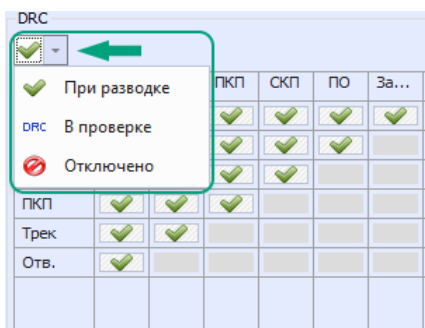 DRC
ПКП СКП ПО За...
При разводке
DRC В проверке
Отключено
ПКП
Трек
Отв.